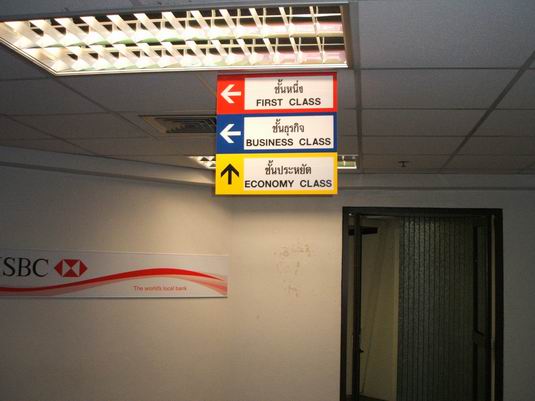 ชั้นหนึ่ง
FIRST CLASS
ชั้นธุรกิจ
BUSINESS CLASS
ชั้นประหยัด
ECONOMY CLASS
HSBC
The world's local bank